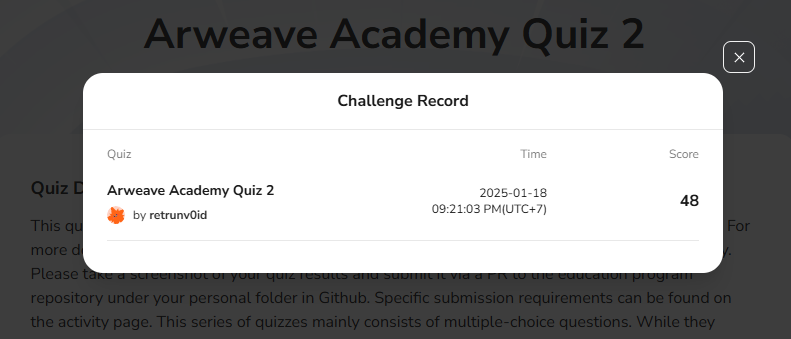 Arweave Academy Quiz 2
Challenge Record
Quiz Time Score
Arweave Academy Quiz 2
by retrunv0id
2025-01-18
09:21:03 PM(UTC+7)
48
Quiz D
This qu For
more de y.
Please take a screenshot of your quiz results and submit it via a PR to the education program
repository under your personal folder in Github. Specific submission requirements can be found on
the activity page. This series of quizzes mainly consists of multiple-choice questions. While they